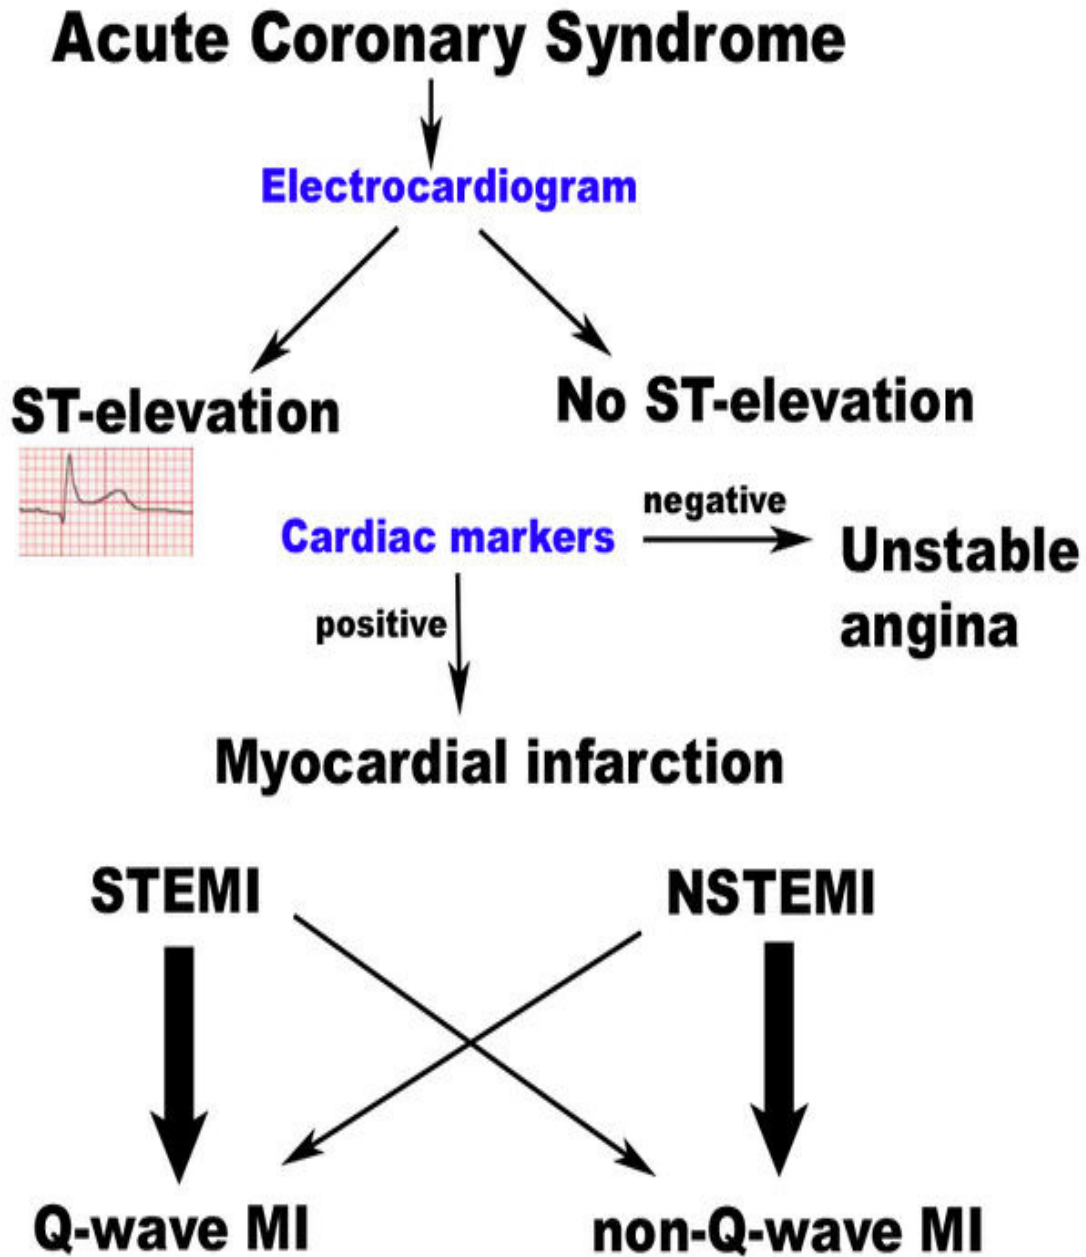 Acute Coronary Syndrome
Electrocardiogram
ST-elevation
No ST-elevation
negative
Cardiac markers
Unstable
angina
positive
Myocardial infarction
STEMI
NSTEMI
Q-wave MI
non-Q-wave MI